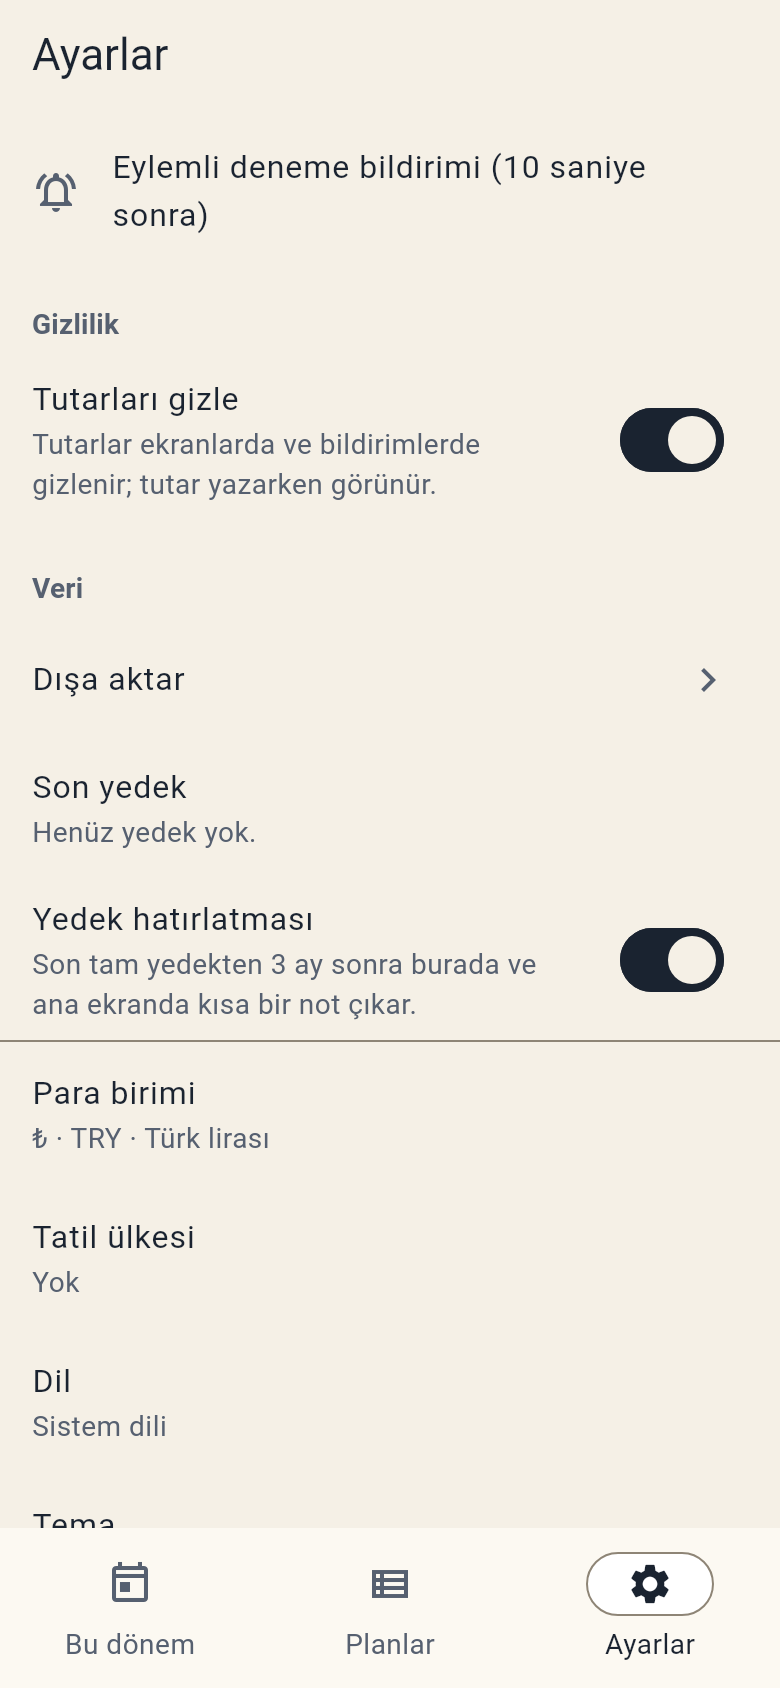 Ayarlar
Eylemli deneme bildirimi (10 saniye
sonra)
Gizlilik
Tutarları gizle
Tutarlar ekranlarda ve bildirimlerde
gizlenir; tutar yazarken görünür.
Veri
Dışa aktar
Son yedek
Henüz yedek yok.
Yedek hatırlatması
Son tam yedekten 3 ay sonra burada ve
ana ekranda kısa bir not çıkar.
Para birimi
₺ · TRY · Türk lirası
Tatil ülkesi
Yok
Dil
Sistem dili
Tema
Bu dönem
Planlar
Ayarlar